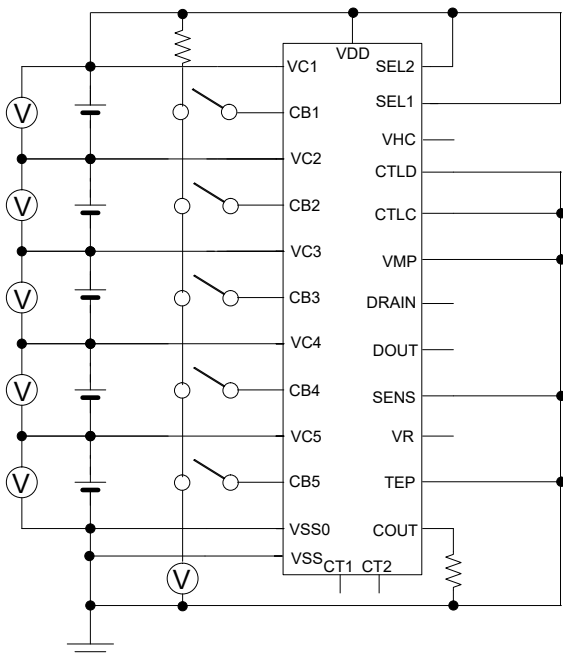 VDD
VC1
SEL2
V
CB1
SEL1
VHC
VC2
CTLD
V
CB2
CTLC
VC3
VMP
V
CB3
DRAIN
VC4
DOUT
V
CB4
SENS
VC5
VR
V
CB5
TEP
VSS0
COUT
VSS
CT1 CT2
V